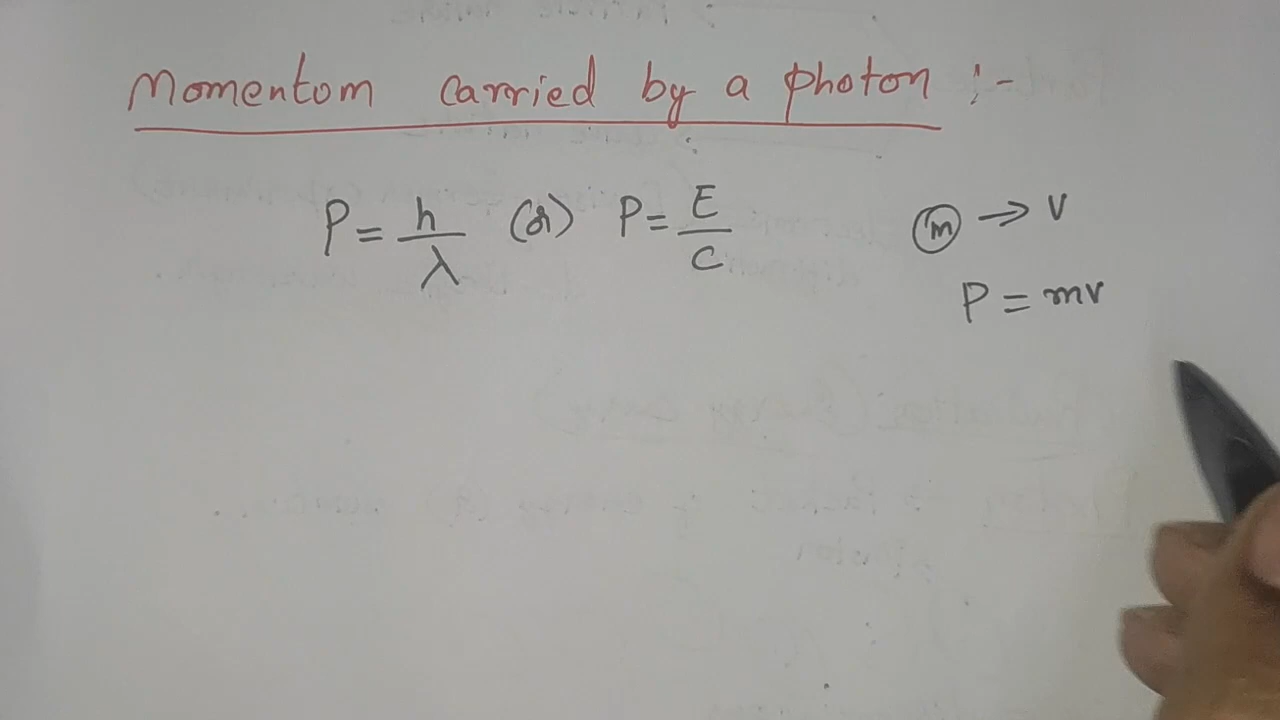 Momentom carried by a photon :-
P = h/λ (or) P = E/C
m → v
P = mv